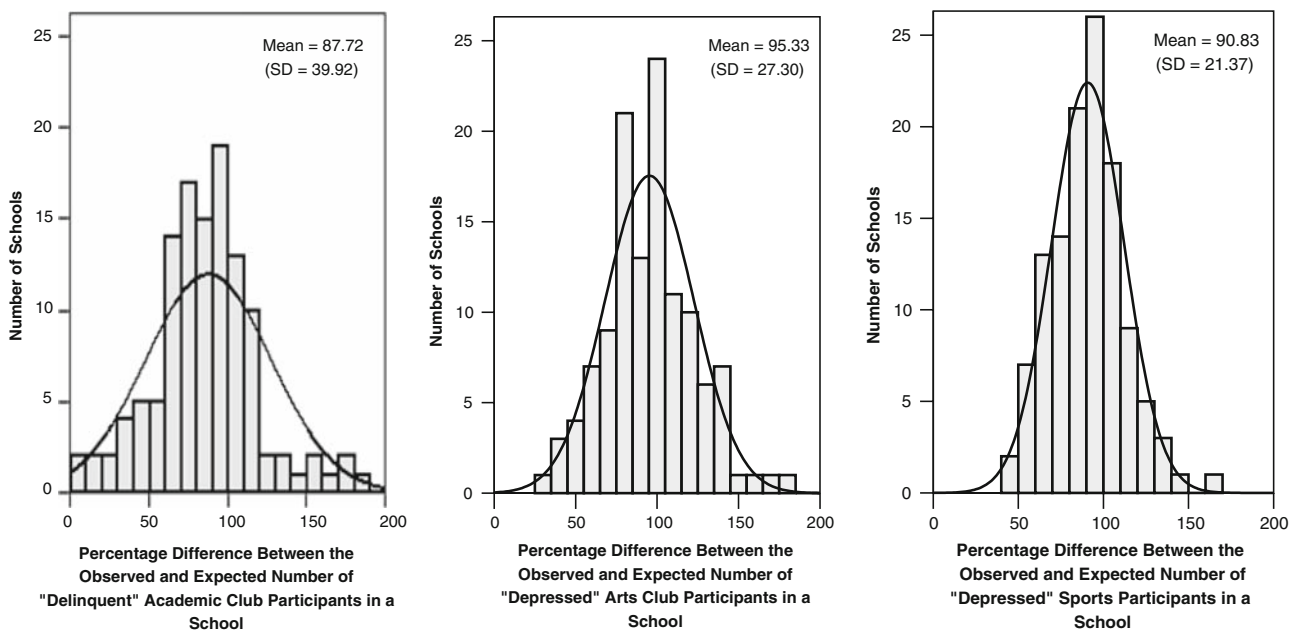 25
20
15
10
5
0
Number of Schools
Mean = 87.72
(SD = 39.92)
0 50 100 150 200
Percentage Difference Between the
Observed and Expected Number of
"Delinquent" Academic Club Participants in a
School
25
20
15
10
5
0
Number of Schools
Mean = 95.33
(SD = 27.30)
0 50 100 150 200
Percentage Difference Between the
Observed and Expected Number of
"Depressed" Arts Club Participants in a
School
25
20
15
10
5
0
Number of Schools
Mean = 90.83
(SD = 21.37)
0 50 100 150 200
Percentage Difference Between the
Observed and Expected Number of
"Depressed" Sports Participants in a
School